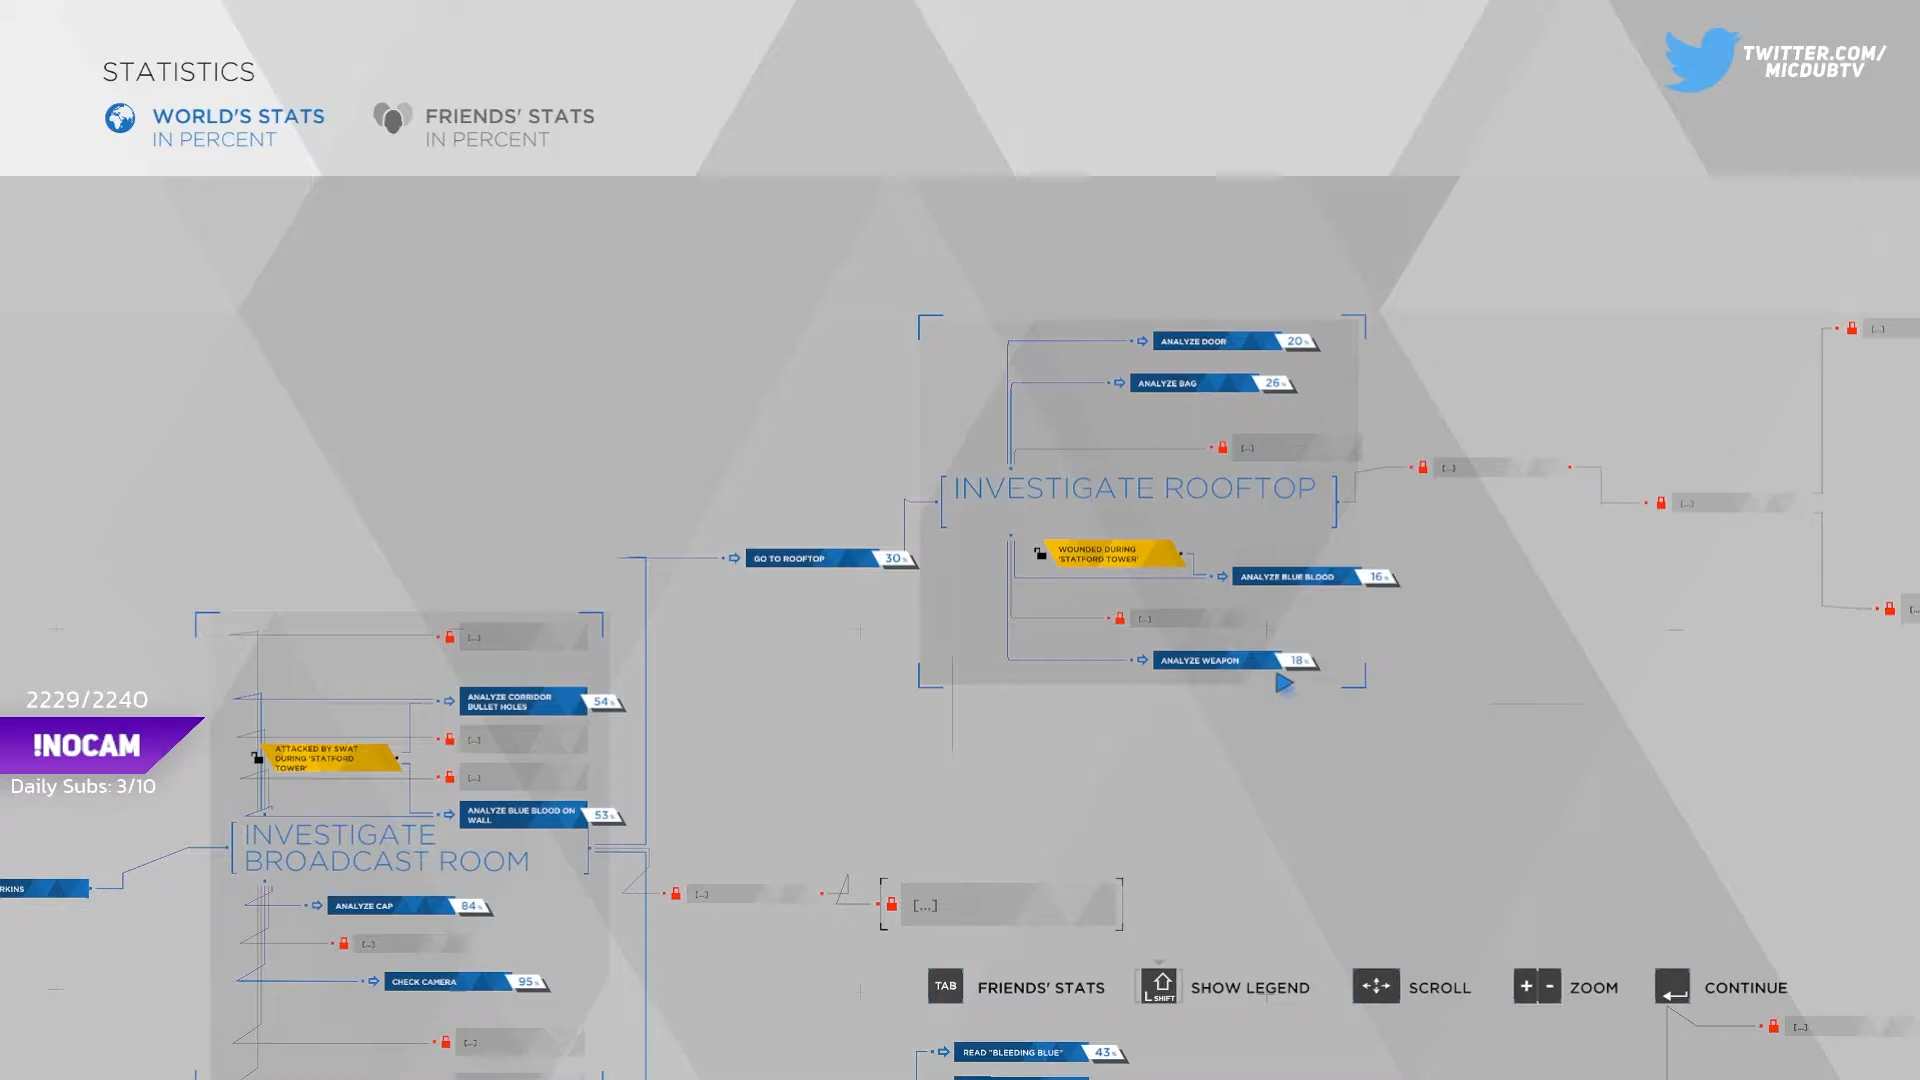 STATISTICS
WORLD'S STATS
IN PERCENT
FRIENDS' STATS
IN PERCENT
TWITTER.COM/
MICDUBTV
ANALYZE DOOR 20%
ANALYZE BAG 26%
[...]
[...]
[...]
[...]
INVESTIGATE ROOFTOP
GO TO ROOFTOP 30%
WOUNDED DURING
'STATFORD TOWER'
ANALYZE BLUE BLOOD 16%
[...]
ANALYZE WEAPON 18%
[...]
ANALYZE CORRIDOR
BULLET HOLES 54%
[...]
ATTACKED BY SWAT
DURING 'STATFORD
TOWER'
[...]
ANALYZE BLUE BLOOD ON
WALL 53%
INVESTIGATE
BROADCAST ROOM
RKINS
[...]
[...]
ANALYZE CAP 84%
[...]
CHECK CAMERA 95%
[...]
2229/2240
!NOCAM
Daily Subs: 3/10
TAB FRIENDS' STATS
L SHIFT SHOW LEGEND
SCROLL
+ - ZOOM
CONTINUE
[...]
READ "BLEEDING BLUE" 43%